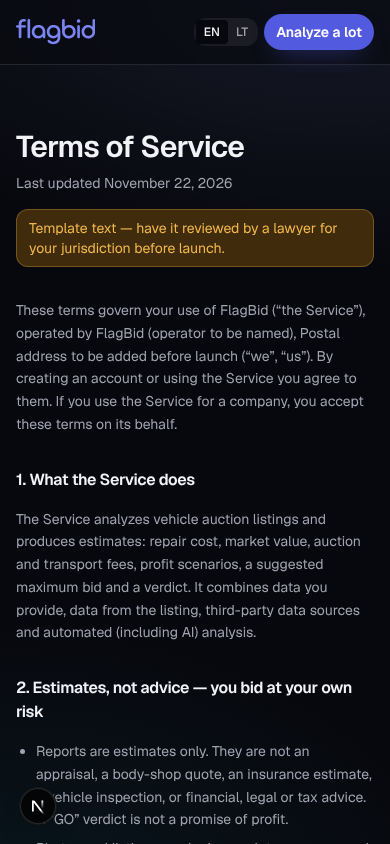 flagbid
EN LT
Analyze a lot
Terms of Service
Last updated November 22, 2026
Template text — have it reviewed by a lawyer for
your jurisdiction before launch.
These terms govern your use of FlagBid (“the Service”),
operated by FlagBid (operator to be named), Postal
address to be added before launch (“we”, “us”). By
creating an account or using the Service you agree to
them. If you use the Service for a company, you accept
these terms on its behalf.
1. What the Service does
The Service analyzes vehicle auction listings and
produces estimates: repair cost, market value, auction
and transport fees, profit scenarios, a suggested
maximum bid and a verdict. It combines data you
provide, data from the listing, third-party data sources
and automated (including AI) analysis.
2. Estimates, not advice — you bid at your own
risk
Reports are estimates only. They are not an
appraisal, a body-shop quote, an insurance estimate,
vehicle inspection, or financial, legal or tax advice.
GO” verdict is not a promise of profit.
N